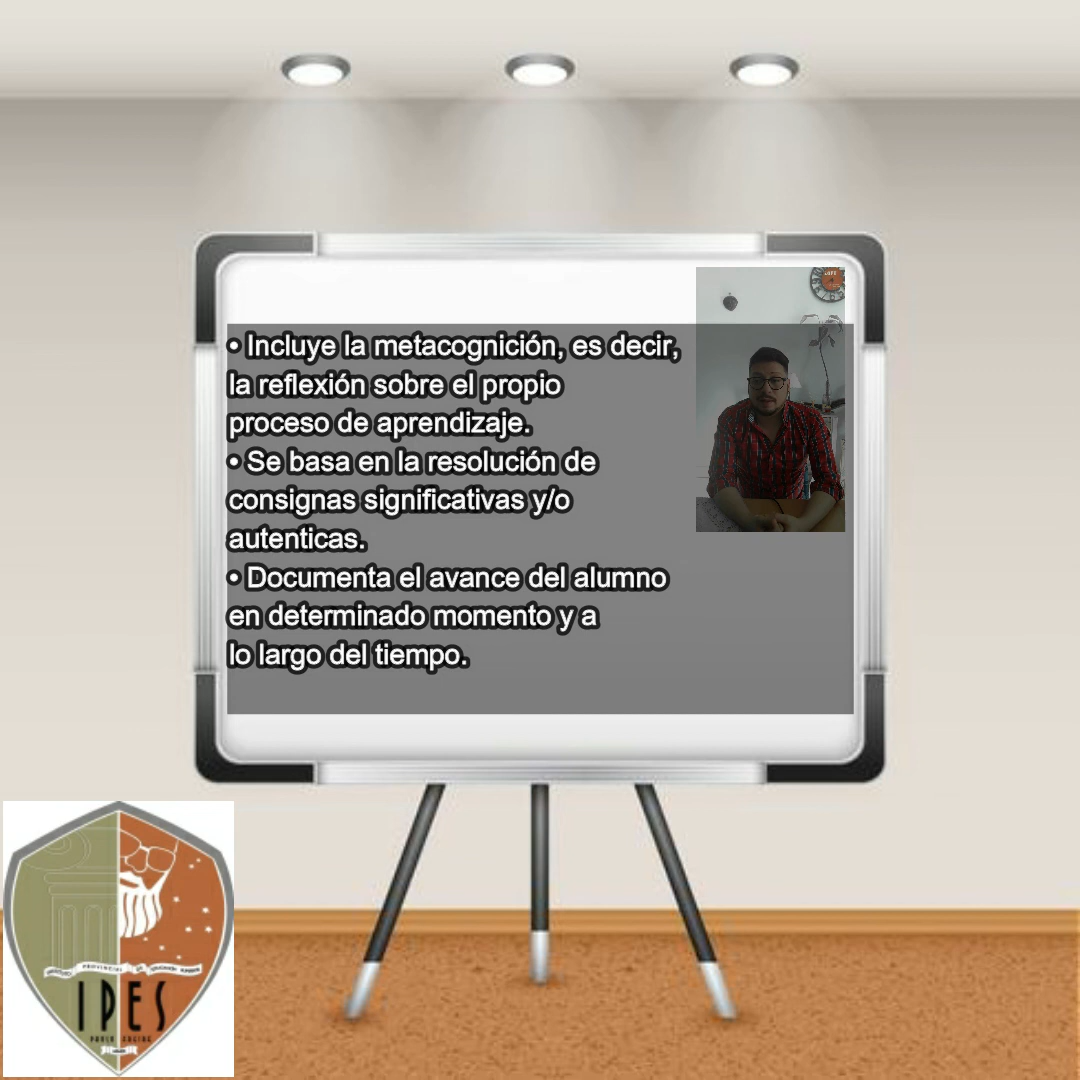 • Incluye la metacognición, es decir,
la reflexión sobre el propio
proceso de aprendizaje.
• Se basa en la resolución de
consignas significativas y/o
autenticas.
• Documenta el avance del alumno
en determinado momento y a
lo largo del tiempo.
IPES